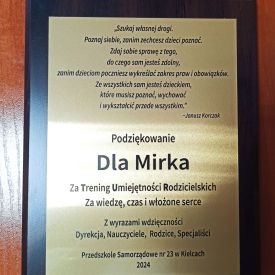 „Szukaj własnej drogi.
Poznaj siebie, zanim zechcesz dzieci poznać.
Zdaj sobie sprawę z tego,
do czego sam jesteś zdolny,
zanim dzieciom poczniesz wykreślać zakres praw i obowiązków.
Ze wszystkich sam jesteś dzieckiem,
które musisz poznać, wychować
i wykształcić przede wszystkim.”
~Janusz Korczak
Podziękowanie
Dla Mirka
Za Trening Umiejętności Rodzicielskich
Za wiedzę, czas i włożone serce
Z wyrazami wdzięczności
Dyrekcja, Nauczyciele, Rodzice, Specjaliści
Przedszkole Samorządowe nr 23 w Kielcach
2024